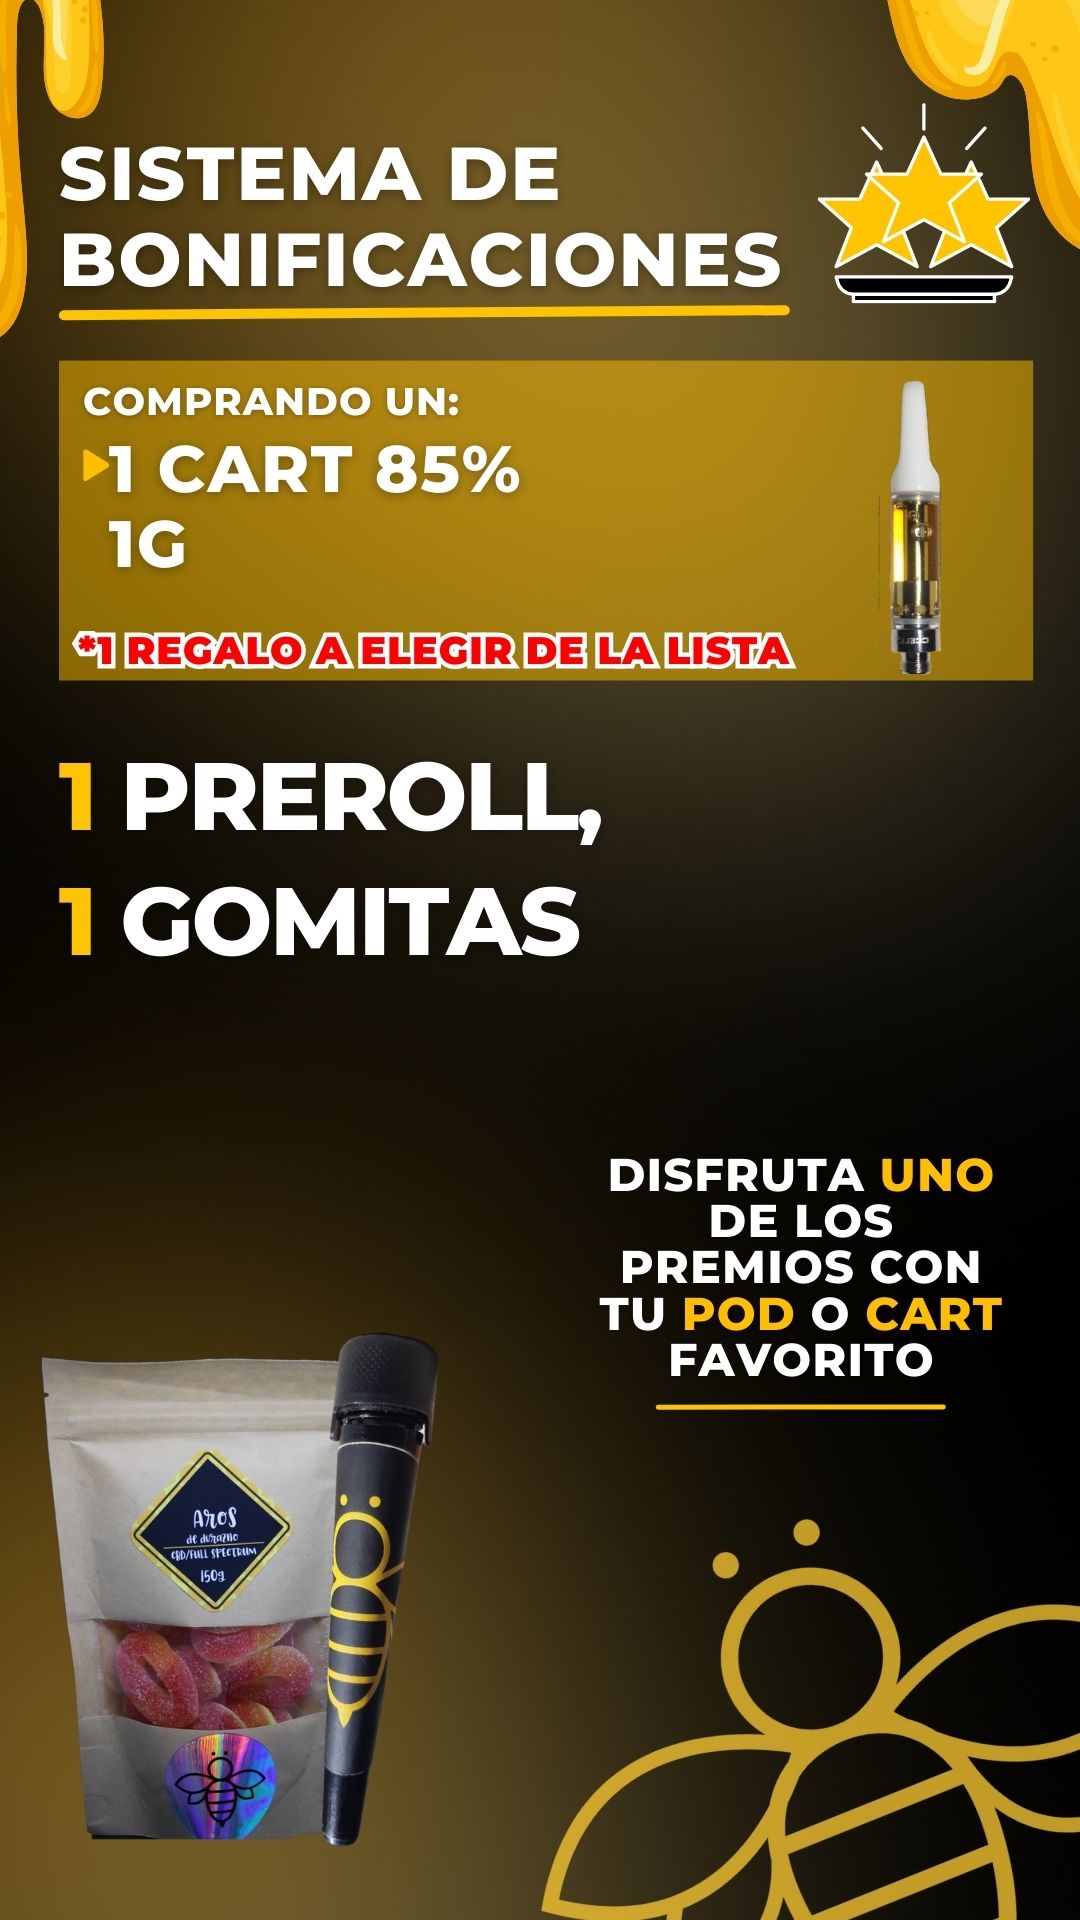 SISTEMA DE
BONIFICACIONES
COMPRANDO UN:
1 CART 85%
1G
*1 REGALO A ELEGIR DE LA LISTA
1 PREROLL,
1 GOMITAS
DISFRUTA UNO
DE LOS
PREMIOS CON
TU POD O CART
FAVORITO
AROS
de durazno
CBD/FULL SPECTRUM
150g